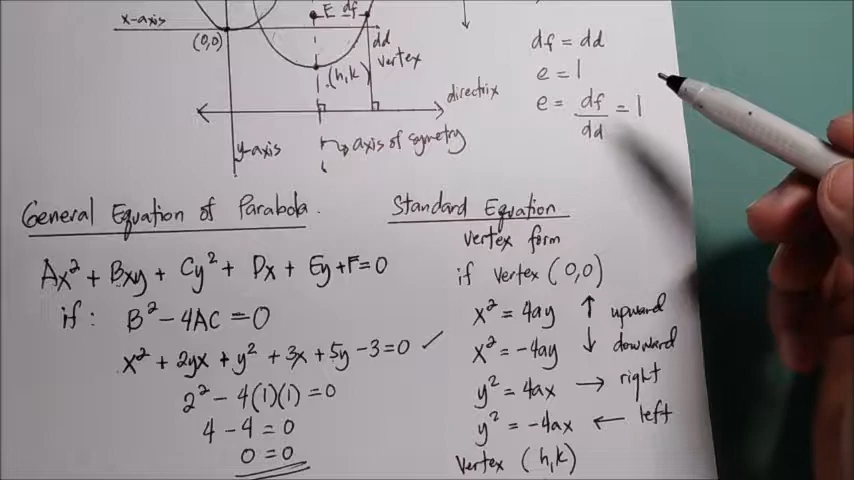 x-axis
(0,0)
E df
dd
vertex
(h,k)
directrix
y-axis
axis of symetry
df = dd
e = 1
e = df/dd = 1
General Equation of Parabola.
Ax² + Bxy + Cy² + Dx + Ey + F = 0
if : B² - 4AC = 0
x² + 2yx + y² + 3x + 5y - 3 = 0 ✓
2² - 4(1)(1) = 0
4 - 4 = 0
0 = 0
Standard Equation
vertex form
if vertex (0,0)
x² = 4ay ↑ upward
x² = -4ay ↓ downward
y² = 4ax → right
y² = -4ax ← left
Vertex (h,k)